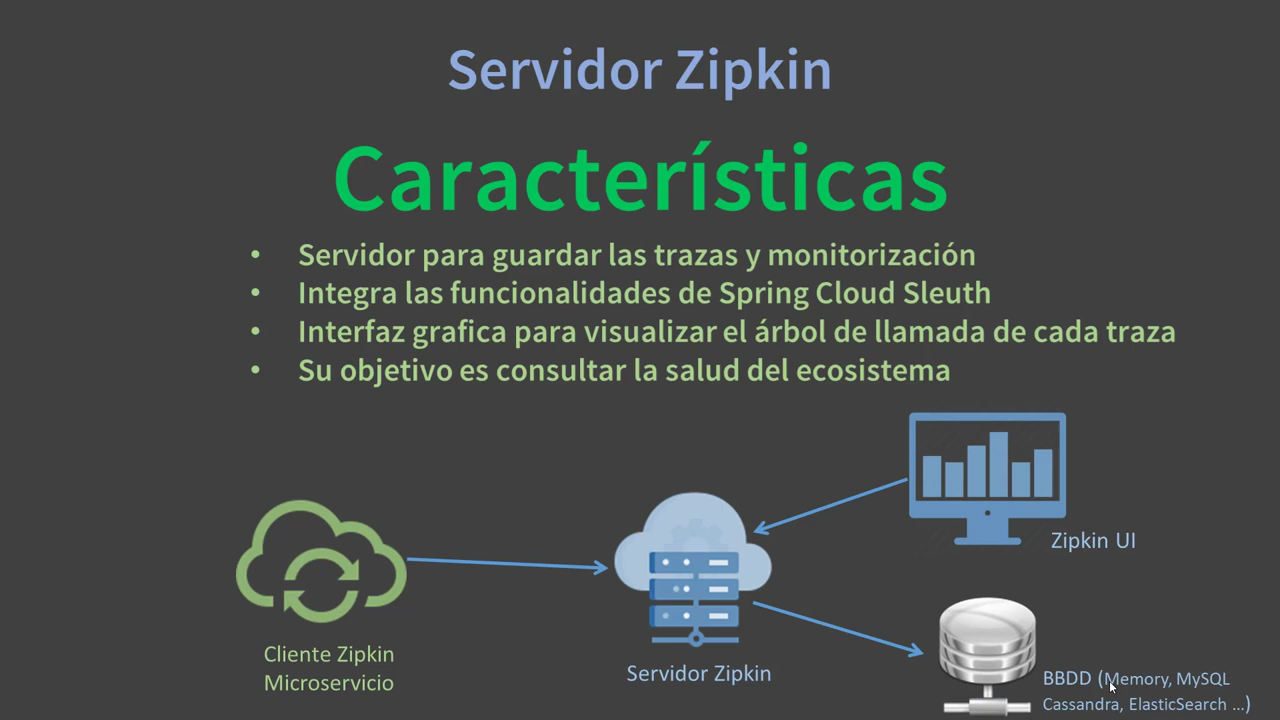 Servidor Zipkin
Características
• Servidor para guardar las trazas y monitorización
• Integra las funcionalidades de Spring Cloud Sleuth
• Interfaz grafica para visualizar el árbol de llamada de cada traza
• Su objetivo es consultar la salud del ecosistema
Zipkin UI
Cliente Zipkin
Microservicio
Servidor Zipkin
BBDD (Memory, MySQL
Cassandra, ElasticSearch ...)